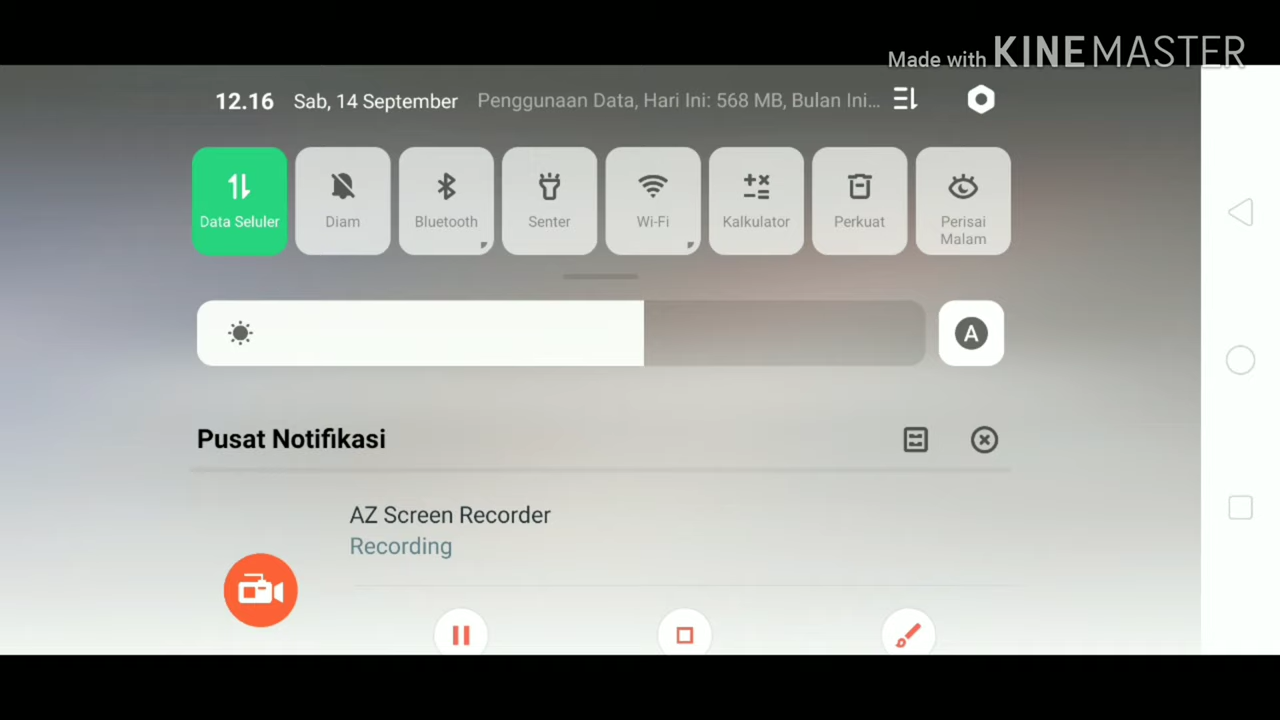 Made with KINEMASTER
12.16 Sab, 14 September Penggunaan Data, Hari Ini: 568 MB, Bulan Ini...
Data Seluler
Diam
Bluetooth
Senter
Wi-Fi
Kalkulator
Perkuat
Perisai
Malam
A
Pusat Notifikasi
AZ Screen Recorder
Recording